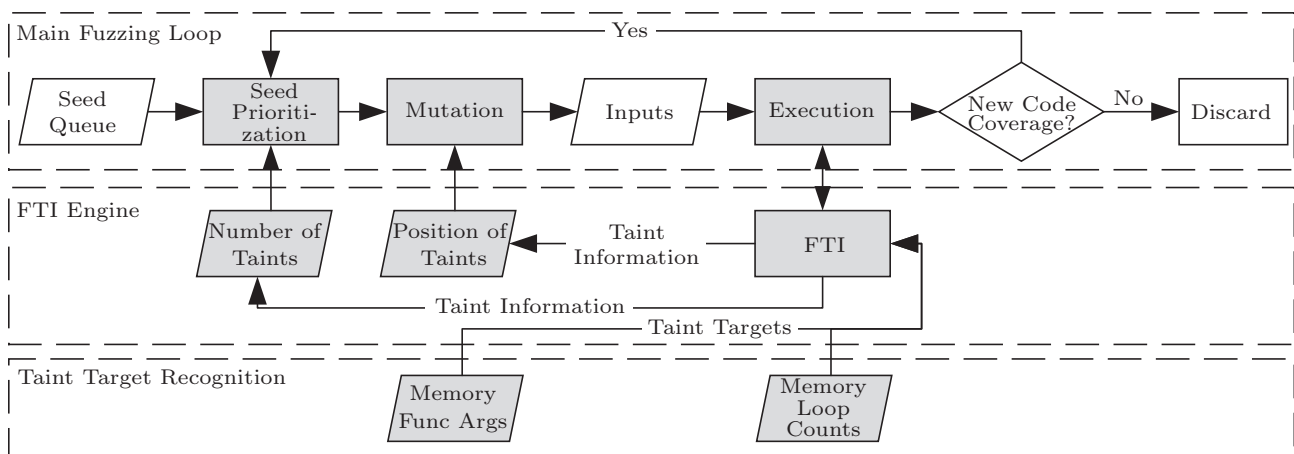 Main Fuzzing Loop
Yes
Seed
Queue
Seed
Prioriti-
zation
Mutation
Inputs
Execution
New Code
Coverage?
No
Discard
FTI Engine
Number of
Taints
Position of
Taints
Taint
Information
FTI
Taint Information
Taint Targets
Taint Target Recognition
Memory
Func Args
Memory
Loop
Counts